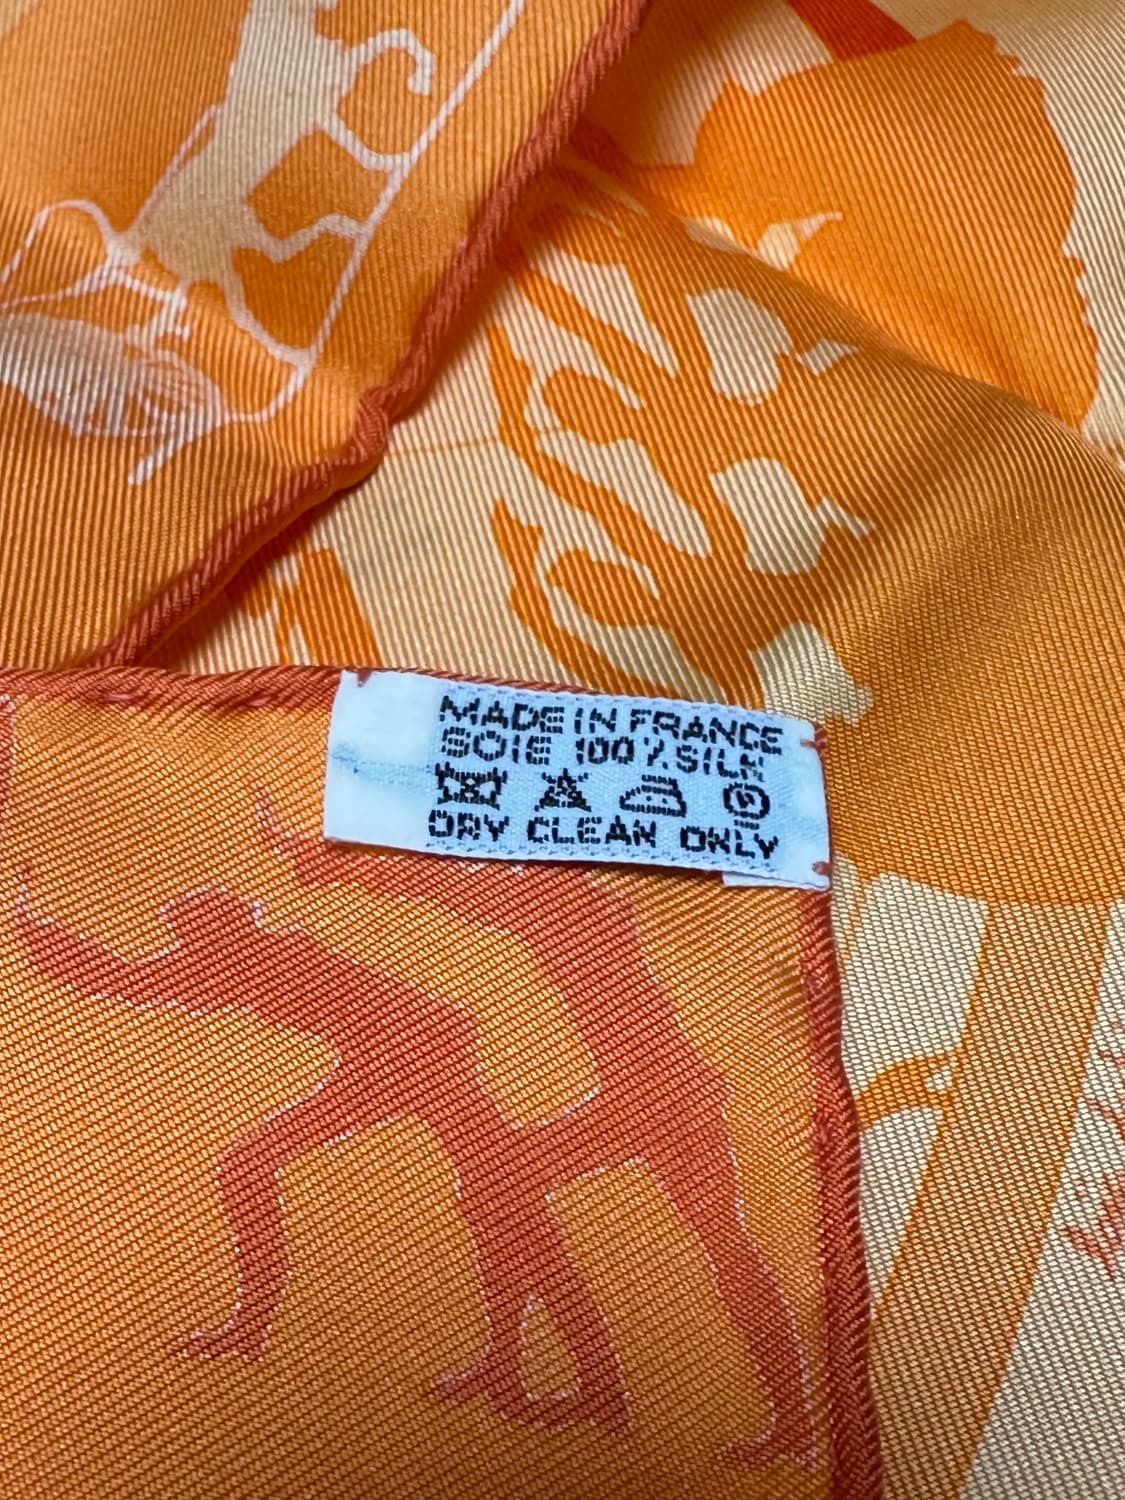 MADE IN FRANCE
SOIE 100% SILK
DRY CLEAN ONLY